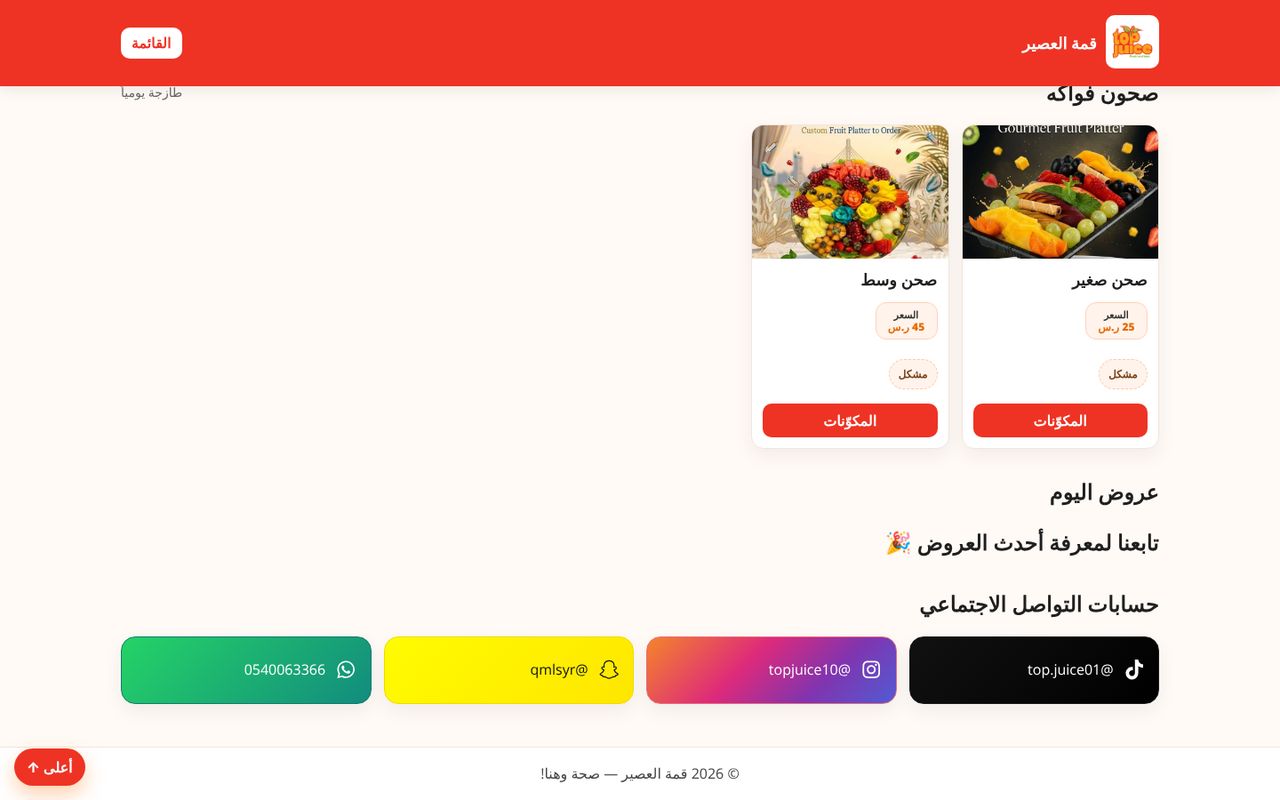 top juice
قمة العصير
القائمة
صحون فواكه
طازجة يومياً
Gourmet Fruit Platter
Custom Fruit Platter to Order
صحن صغير
السعر
25 ر.س
مشكل
المكوّنات
صحن وسط
السعر
45 ر.س
مشكل
المكوّنات
عروض اليوم
تابعنا لمعرفة أحدث العروض 🎉
حسابات التواصل الاجتماعي
@top.juice01
@topjuice10
@qmlsyr
0540063366
© 2026 قمة العصير — صحة وهنا!
أعلى ↑